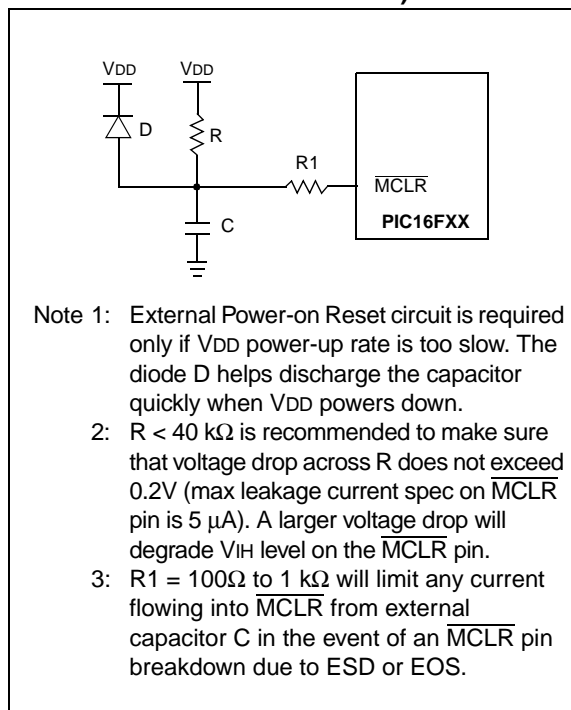 VDD VDD
D
R
R1
MCLR
C
PIC16FXX
Note 1: External Power-on Reset circuit is required
only if VDD power-up rate is too slow. The
diode D helps discharge the capacitor
quickly when VDD powers down.
2: R < 40 kΩ is recommended to make sure
that voltage drop across R does not exceed
0.2V (max leakage current spec on MCLR
pin is 5 μA). A larger voltage drop will
degrade VIH level on the MCLR pin.
3: R1 = 100Ω to 1 kΩ will limit any current
flowing into MCLR from external
capacitor C in the event of an MCLR pin
breakdown due to ESD or EOS.